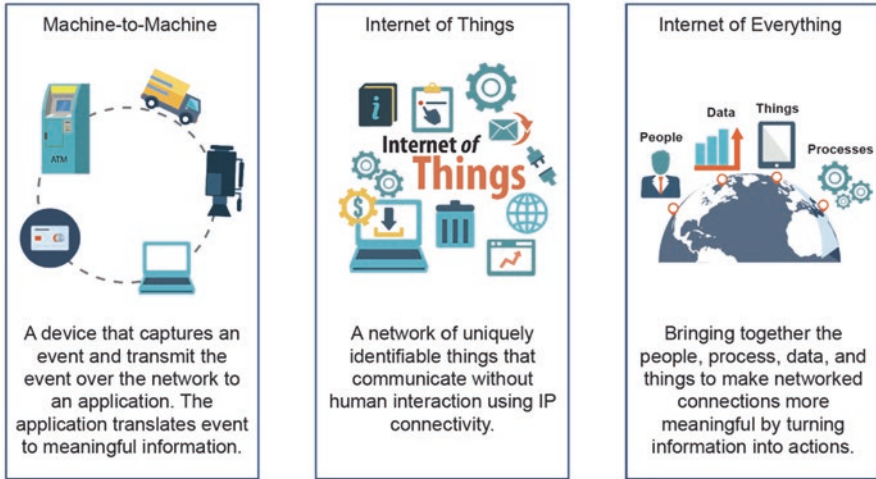 Machine-to-Machine
ATM
A device that captures an
event and transmit the
event over the network to
an application. The
application translates event
to meaningful information.
Internet of Things
i
Internet of
Things
$
A network of uniquely
identifiable things that
communicate without
human interaction using IP
connectivity.
Internet of Everything
People
Data
Things
Processes
Bringing together the
people, process, data, and
things to make networked
connections more
meaningful by turning
information into actions.